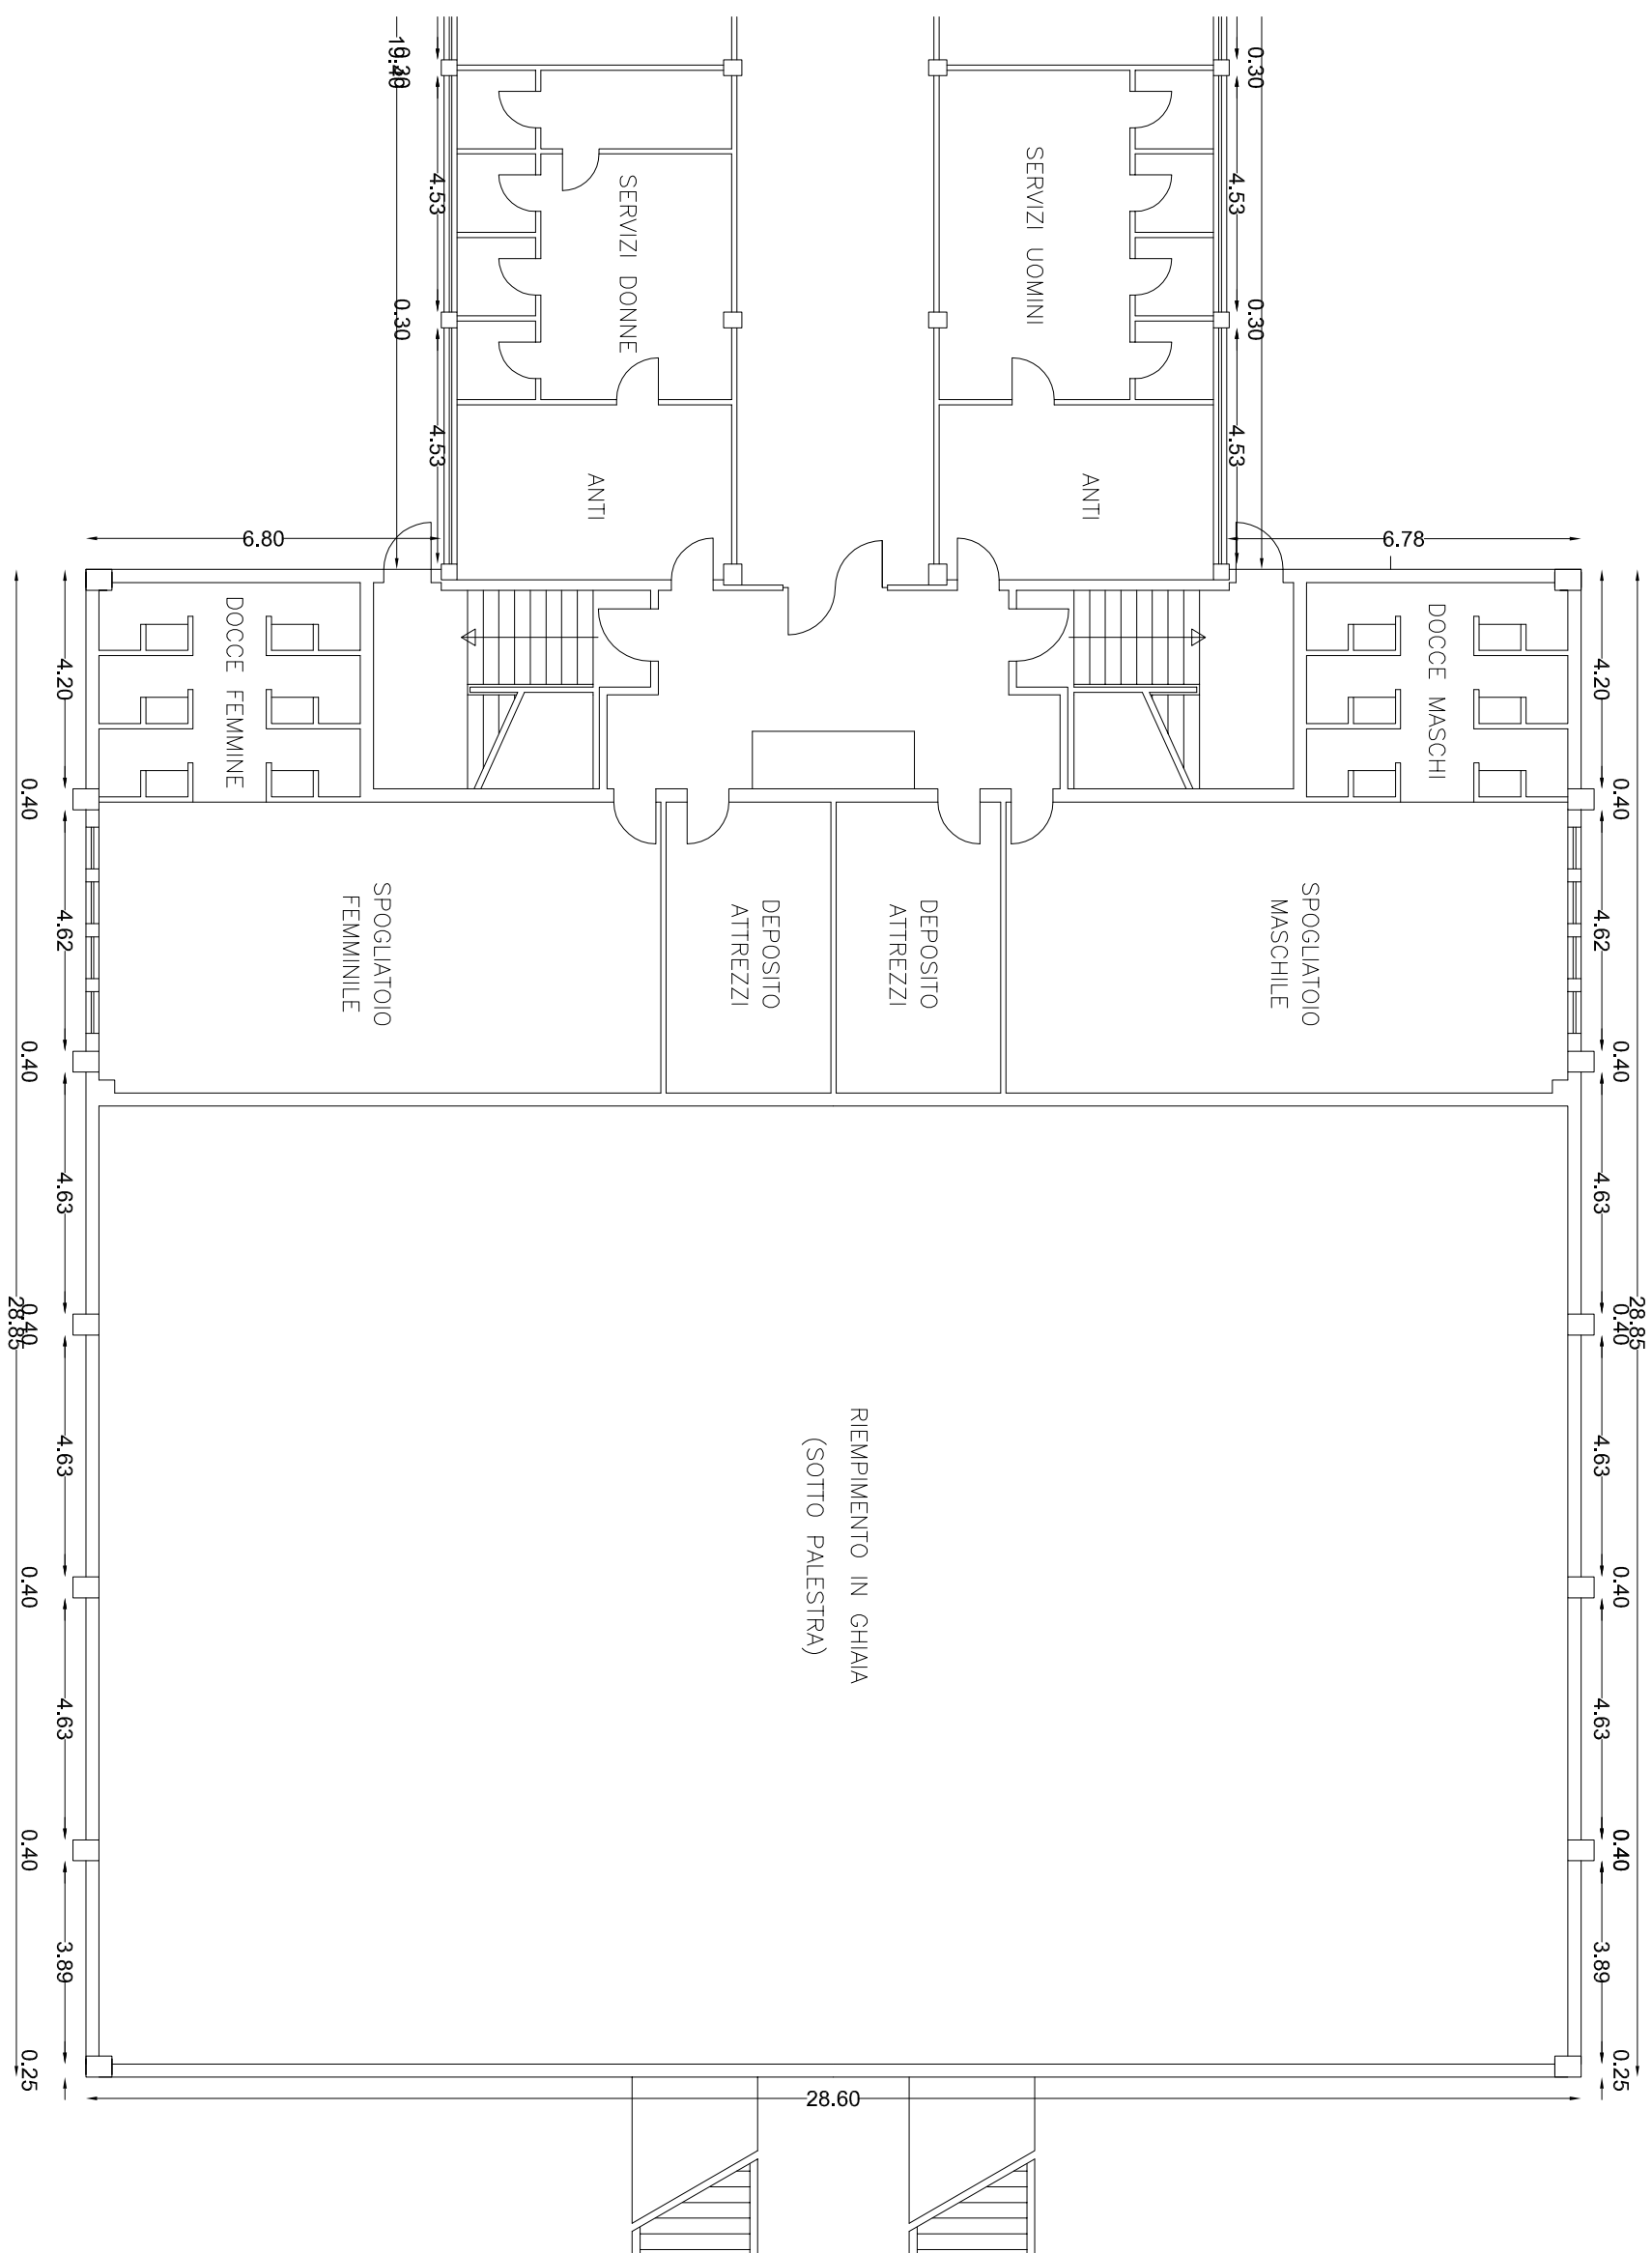 19.40
0.30
0.30
4.53
4.53
SERVIZI DONNE
SERVIZI UOMINI
0.30
0.30
4.53
4.53
ANTI
ANTI
6.80
6.78
DOCCE FEMMINE
DOCCE MASCHI
4.20
4.20
0.40
0.40
4.62
4.62
SPOGLIATOIO
FEMMINILE
DEPOSITO
ATTREZZI
DEPOSITO
ATTREZZI
SPOGLIATOIO
MASCHILE
0.40
0.40
4.63
4.63
0.40
28.85
0.40
28.85
4.63
4.63
RIEMPIMENTO IN GHIAIA
(SOTTO PALESTRA)
0.40
0.40
4.63
4.63
0.40
0.40
3.89
3.89
0.25
0.25
28.60